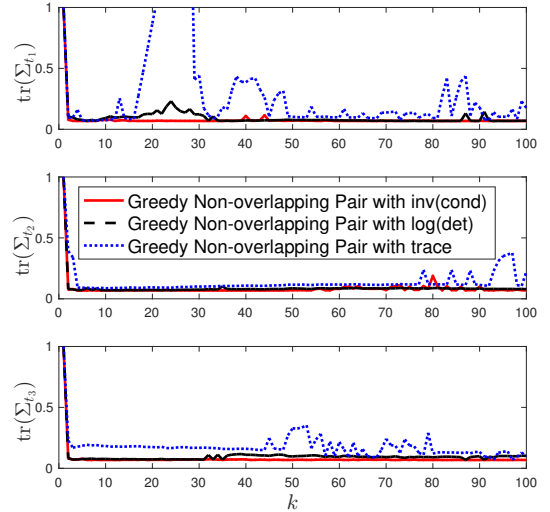 1
0.5
0
tr(Σ_{t_1})
0 10 20 30 40 50 60 70 80 90 100
1
0.5
0
tr(Σ_{t_2})
Greedy Non-overlapping Pair with inv(cond)
Greedy Non-overlapping Pair with log(det)
Greedy Non-overlapping Pair with trace
0 10 20 30 40 50 60 70 80 90 100
1
0.5
0
tr(Σ_{t_3})
0 10 20 30 40 50 60 70 80 90 100
k